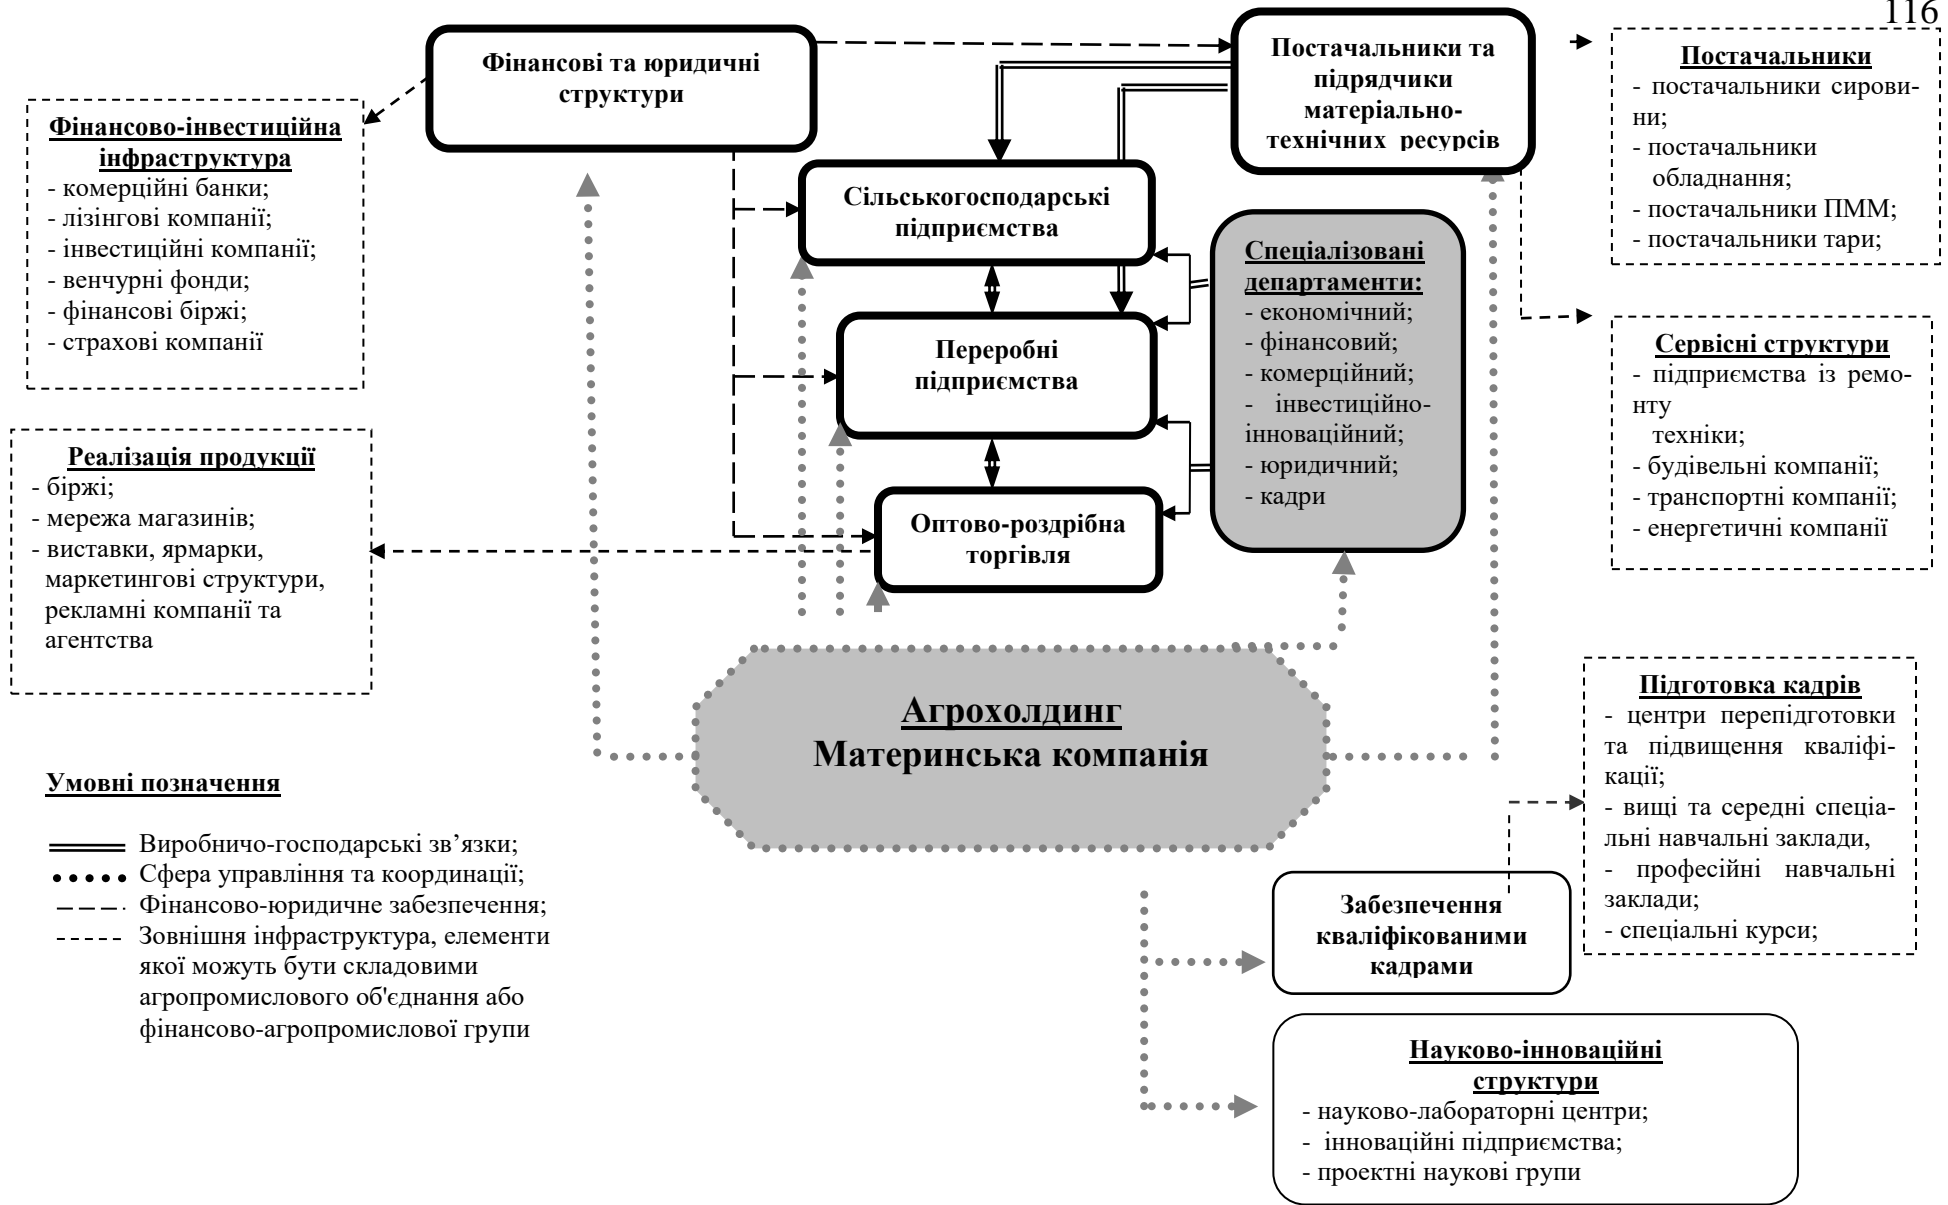 116
Фінансові та юридичні
структури
Постачальники та
підрядчики
матеріально-
технічних ресурсів
Постачальники
- постачальники сирови-
ни;
- постачальники
обладнання;
- постачальники ПММ;
- постачальники тари;
Фінансово-інвестиційна
інфраструктура
- комерційні банки;
- лізингові компанії;
- інвестиційні компанії;
- венчурні фонди;
- фінансові біржі;
- страхові компанії
Сільськогосподарські
підприємства
Спеціалізовані
департаменти:
- економічний;
- фінансовий;
- комерційний;
- інвестиційно-
інноваційний;
- юридичний;
- кадри
Переробні
підприємства
Сервісні структури
- підприємства із ремо-
нту
техніки;
- будівельні компанії;
- транспортні компанії;
- енергетичні компанії
Реалізація продукції
- біржі;
- мережа магазинів;
- виставки, ярмарки,
маркетингові структури,
рекламні компанії та
агентства
Оптово-роздрібна
торгівля
Агрохолдинг
Материнська компанія
Підготовка кадрів
- центри перепідготовки
та підвищення кваліфі-
кації;
- вищі та середні спеціа-
льні навчальні заклади,
- професійні навчальні
заклади;
- спеціальні курси;
Умовні позначення
Виробничо-господарські зв’язки;
Сфера управління та координації;
Фінансово-юридичне забезпечення;
Зовнішня інфраструктура, елементи
якої можуть бути складовими
агропромислового об'єднання або
фінансово-агропромислової групи
Забезпечення
кваліфікованими
кадрами
Науково-інноваційні
структури
- науково-лабораторні центри;
- інноваційні підприємства;
- проектні наукові групи